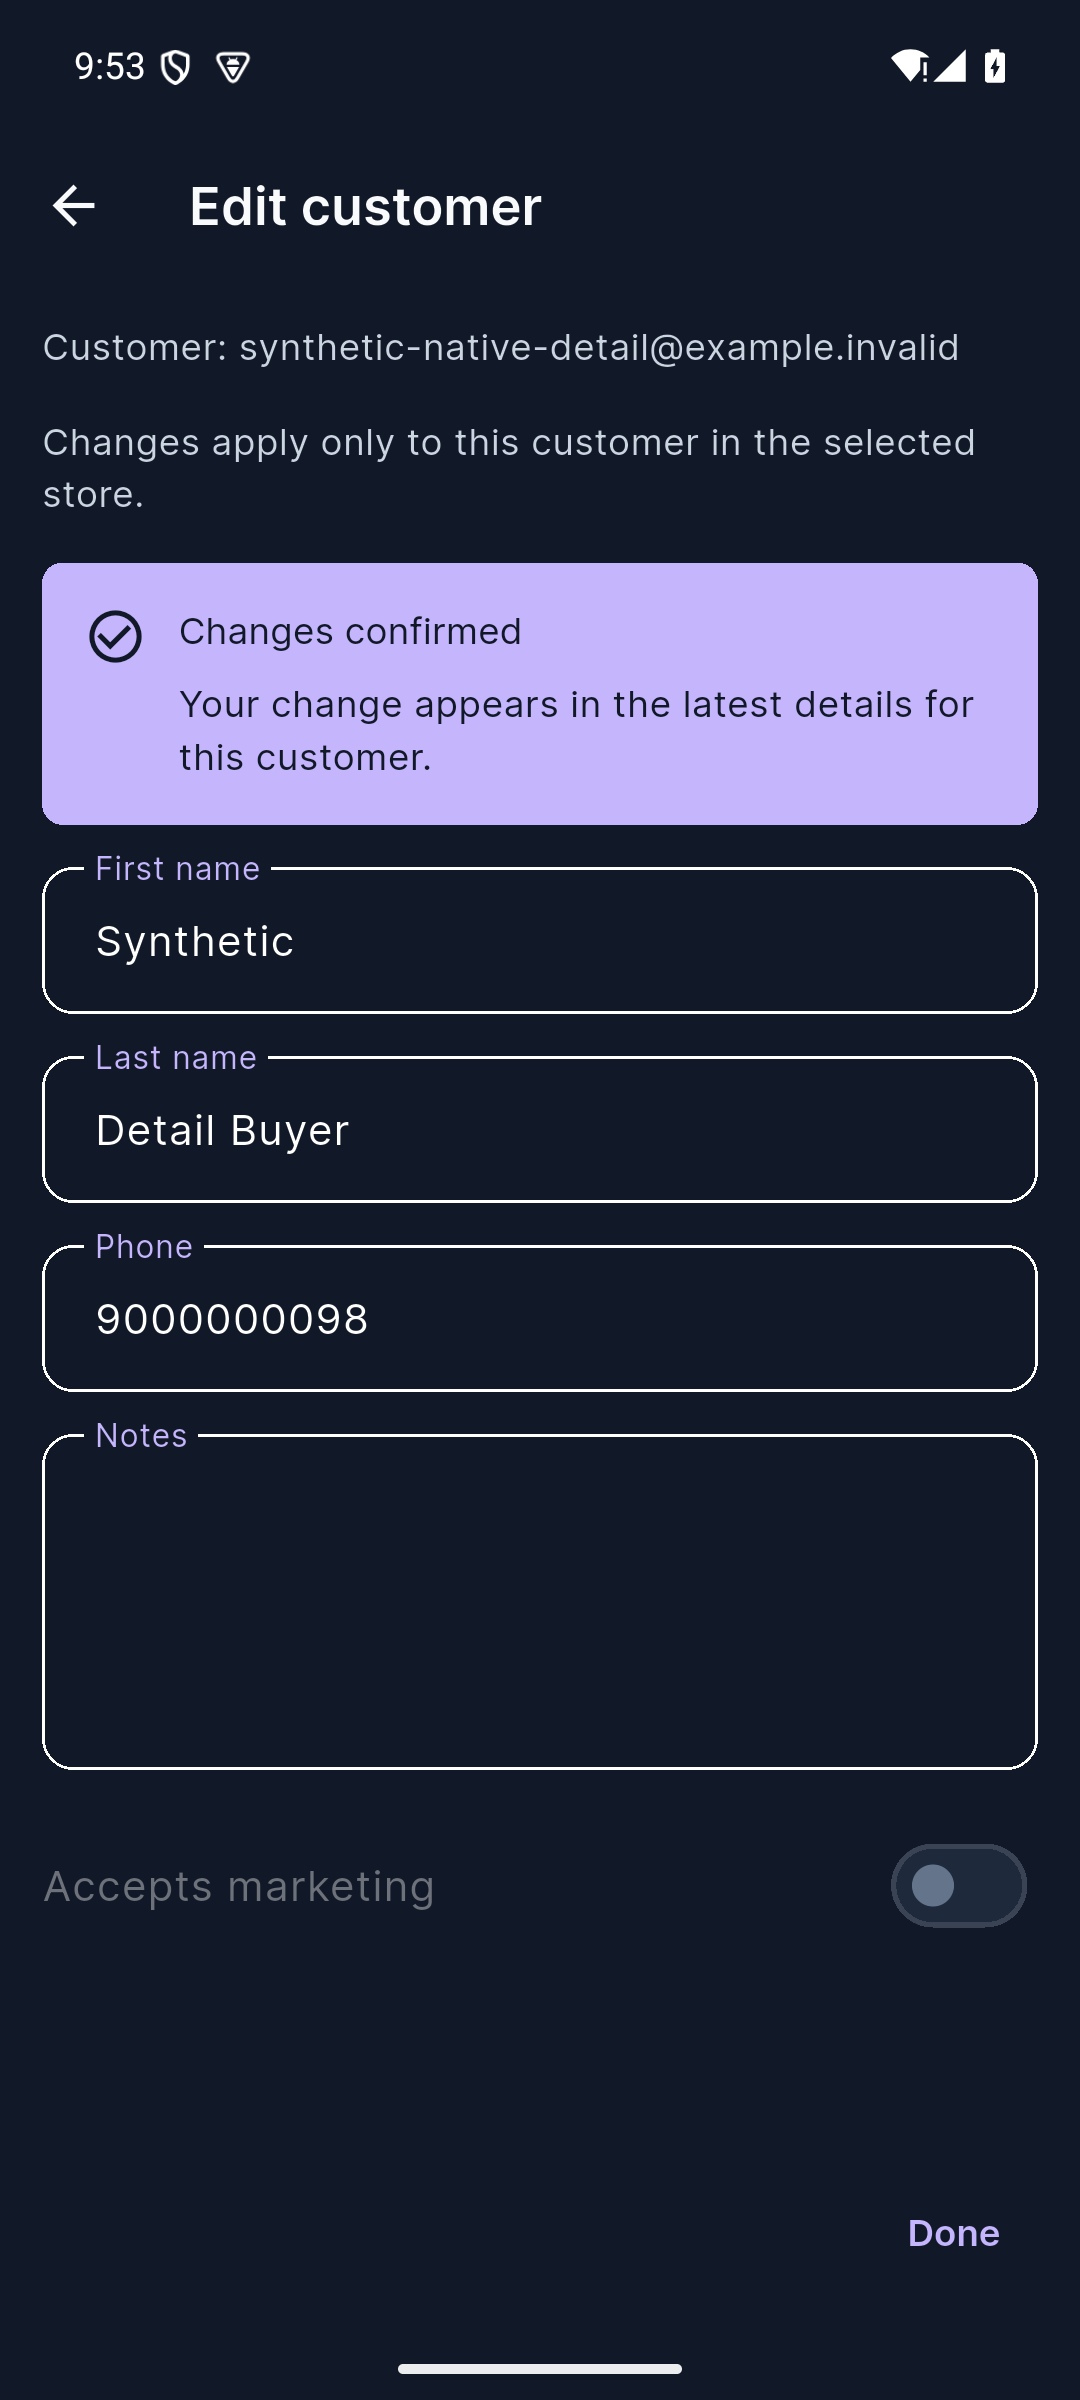 9:53
Edit customer
Customer: synthetic-native-detail@example.invalid
Changes apply only to this customer in the selected
store.
Changes confirmed
Your change appears in the latest details for
this customer.
First name
Synthetic
Last name
Detail Buyer
Phone
9000000098
Notes
Accepts marketing
Done